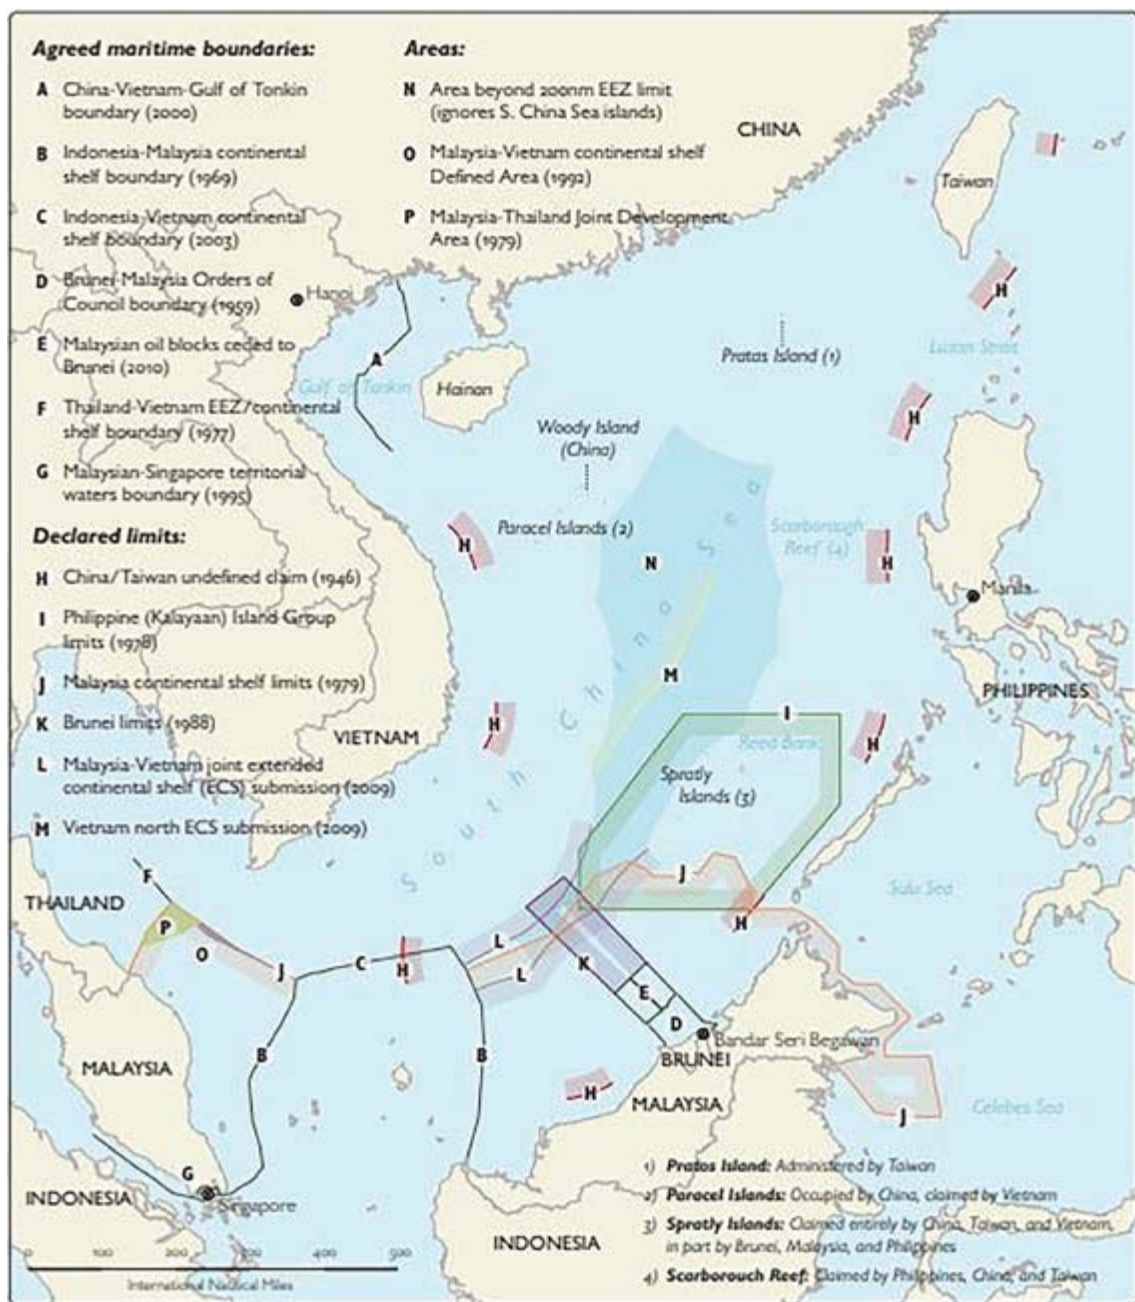 Agreed maritime boundaries:
A China-Vietnam-Gulf of Tonkin
boundary (2000)
B Indonesia-Malaysia continental
shelf boundary (1969)
C Indonesia-Vietnam continental
shelf boundary (2003)
D Brunei-Malaysia Orders of
Council boundary (1959)
E Malaysian oil blocks ceded to
Brunei (2010)
F Thailand-Vietnam EEZ/continental
shelf boundary (1977)
G Malaysian-Singapore territorial
waters boundary (1995)
Declared limits:
H China/Taiwan undefined claim (1946)
I Philippine (Kalayaan) Island Group
limits (1978)
J Malaysia continental shelf limits (1979)
K Brunei limits (1988)
L Malaysia-Vietnam joint extended
continental shelf (ECS) submission (2009)
M Vietnam north ECS submission (2009)
Areas:
N Area beyond 200nm EEZ limit
(ignores S. China Sea islands)
O Malaysia-Vietnam continental shelf
Defined Area (1992)
P Malaysia-Thailand Joint Development
Area (1979)
CHINA
Taiwan
Hanoi
H
Pratas Island (1)
Luzon Strait
A
Gulf of Tonkin
Hainan
H
Woody Island
(China)
Paracel Islands (2)
Scarborough
Reef (4)
H
N
H
Manila
South China Sea
M
PHILIPPINES
I
H
VIETNAM
Reed Bank
H
Spratly
Islands (3)
F
J
Sulu Sea
THAILAND
P
H
O
L
J
C
H
L
K
E
D
Bandar Seri Begawan
B
B
BRUNEI
MALAYSIA
H
MALAYSIA
Celebes Sea
J
G
INDONESIA
Singapore
INDONESIA
0 100 200 300 400 500
International Nautical Miles
1) Pratas Island: Administered by Taiwan
2) Paracel Islands: Occupied by China, claimed by Vietnam
3) Spratly Islands: Claimed entirely by China, Taiwan, and Vietnam,
in part by Brunei, Malaysia, and Philippines
4) Scarborouch Reef: Claimed by Philippines, China, and Taiwan